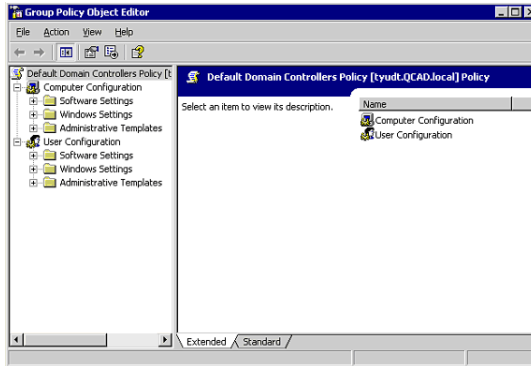 Group Policy Object Editor
File Action View Help
Default Domain Controllers Policy [t
Computer Configuration
Software Settings
Windows Settings
Administrative Templates
User Configuration
Software Settings
Windows Settings
Administrative Templates
Default Domain Controllers Policy [tyudt.QCAD.local] Policy
Select an item to view its description.
Name
Computer Configuration
User Configuration
Extended Standard